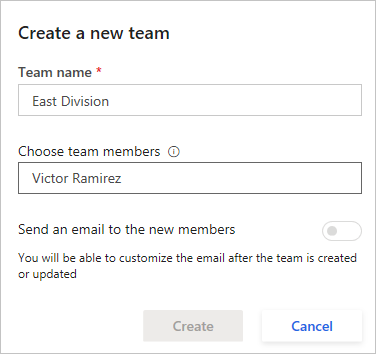 Create a new team
Team name *
East Division
Choose team members
Victor Ramirez
Send an email to the new members
You will be able to customize the email after the team is created
or updated
Create
Cancel